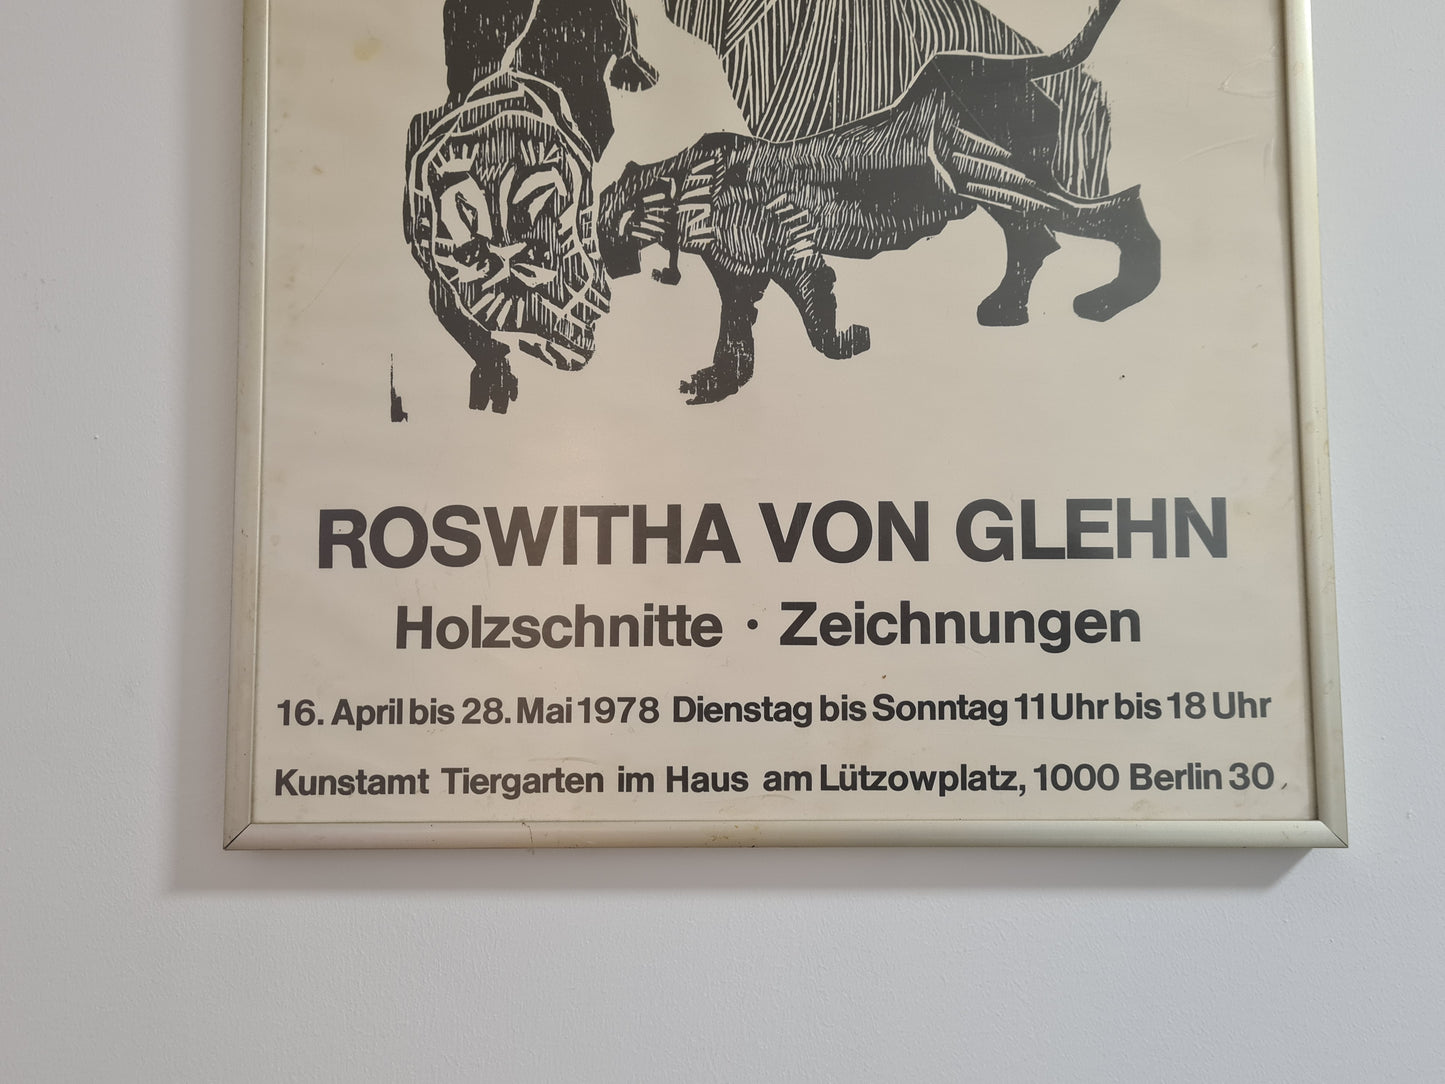 ROSWITHA VON GLEHN
Holzschnitte · Zeichnungen
16. April bis 28. Mai 1978 Dienstag bis Sonntag 11 Uhr bis 18 Uhr
Kunstamt Tiergarten im Haus am Lützowplatz, 1000 Berlin 30